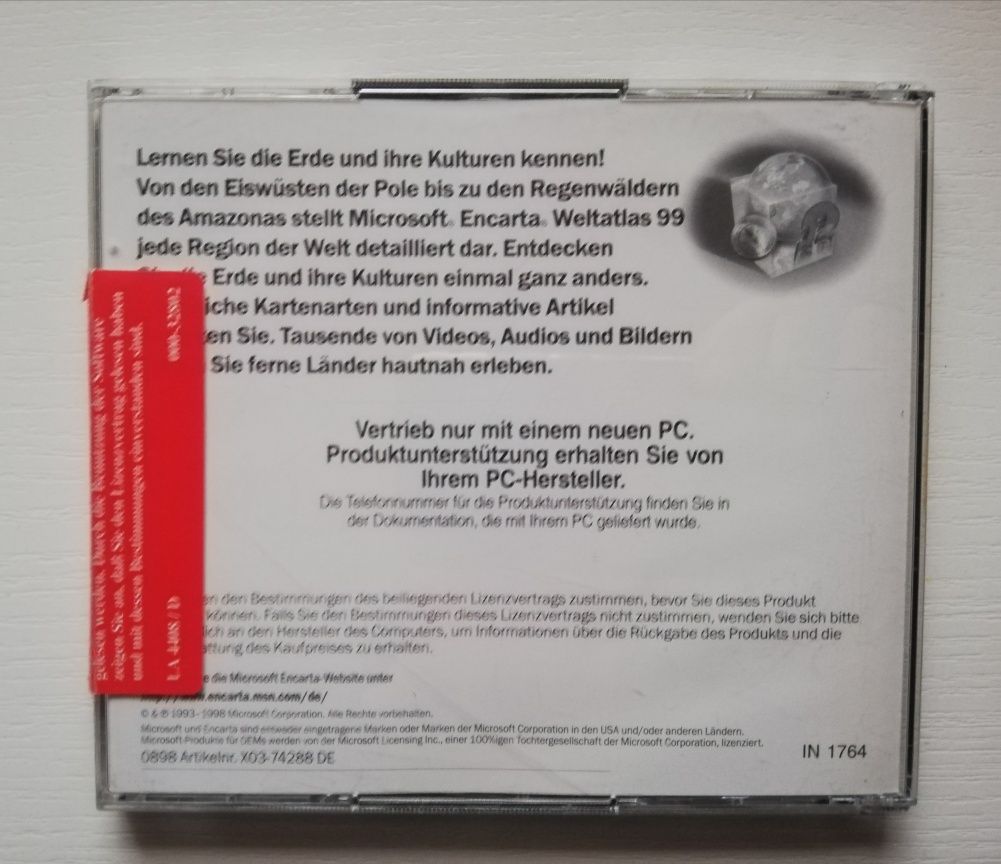 Lernen Sie die Erde und ihre Kulturen kennen!
Von den Eiswüsten der Pole bis zu den Regenwäldern
des Amazonas stellt Microsoft® Encarta® Weltatlas 99
jede Region der Welt detailliert dar. Entdecken
Sie die Erde und ihre Kulturen einmal ganz anders.
iche Kartenarten und informative Artikel
en Sie. Tausende von Videos, Audios und Bildern
Sie ferne Länder hautnah erleben.
Vertrieb nur mit einem neuen PC.
Produktunterstützung erhalten Sie von
Ihrem PC-Hersteller.
Die Telefonnummer für die Produktunterstützung finden Sie in
der Dokumentation, die mit Ihrem PC geliefert wurde.
en den Bestimmungen des beiliegenden Lizenzvertrags zustimmen, bevor Sie dieses Produkt
können. Falls Sie den Bestimmungen dieses Lizenzvertrags nicht zustimmen, wenden Sie sich bitte
lich an den Hersteller des Computers, um Informationen über die Rückgabe des Produkts und die
attung des Kaufpreises zu erhalten.
e die Microsoft Encarta-Website unter
http://www.encarta.msn.com/de/
© & ℗ 1993-1998 Microsoft Corporation. Alle Rechte vorbehalten.
Microsoft und Encarta sind entweder eingetragene Marken oder Marken der Microsoft Corporation in den USA und/oder anderen Ländern.
Microsoft-Produkte für OEMs werden von der Microsoft Licensing Inc., einer 100%igen Tochtergesellschaft der Microsoft Corporation, lizenziert.
0898 Artikelnr. X03-74288 DE
IN 1764
gelesen werden. Durch die Benutzung der Software
zeigen Sie an, daß Sie den Lizenzvertrag gelesen haben
und mit dessen Bestimmungen einverstanden sind.
LA 4408 // D 000-32802